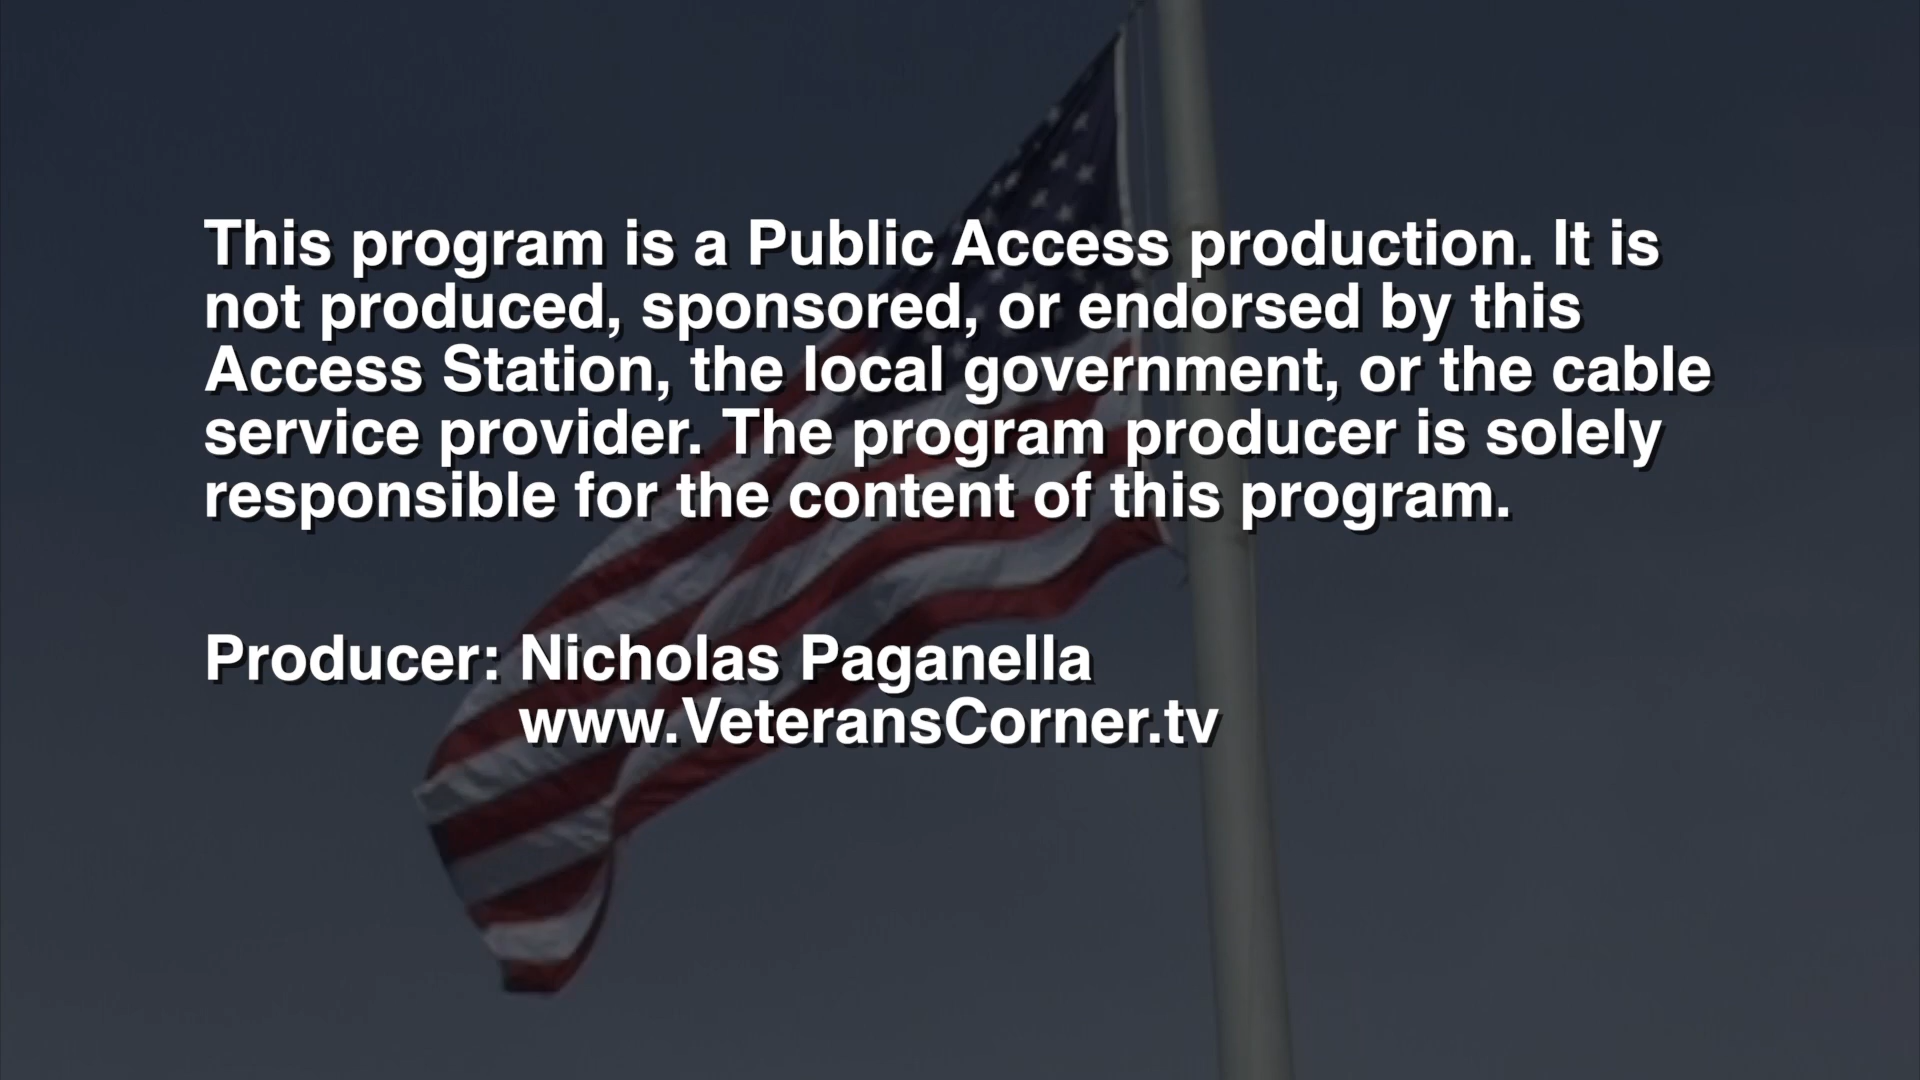 This program is a Public Access production. It is
not produced, sponsored, or endorsed by this
Access Station, the local government, or the cable
service provider. The program producer is solely
responsible for the content of this program.
Producer: Nicholas Paganella
www.VeteransCorner.tv